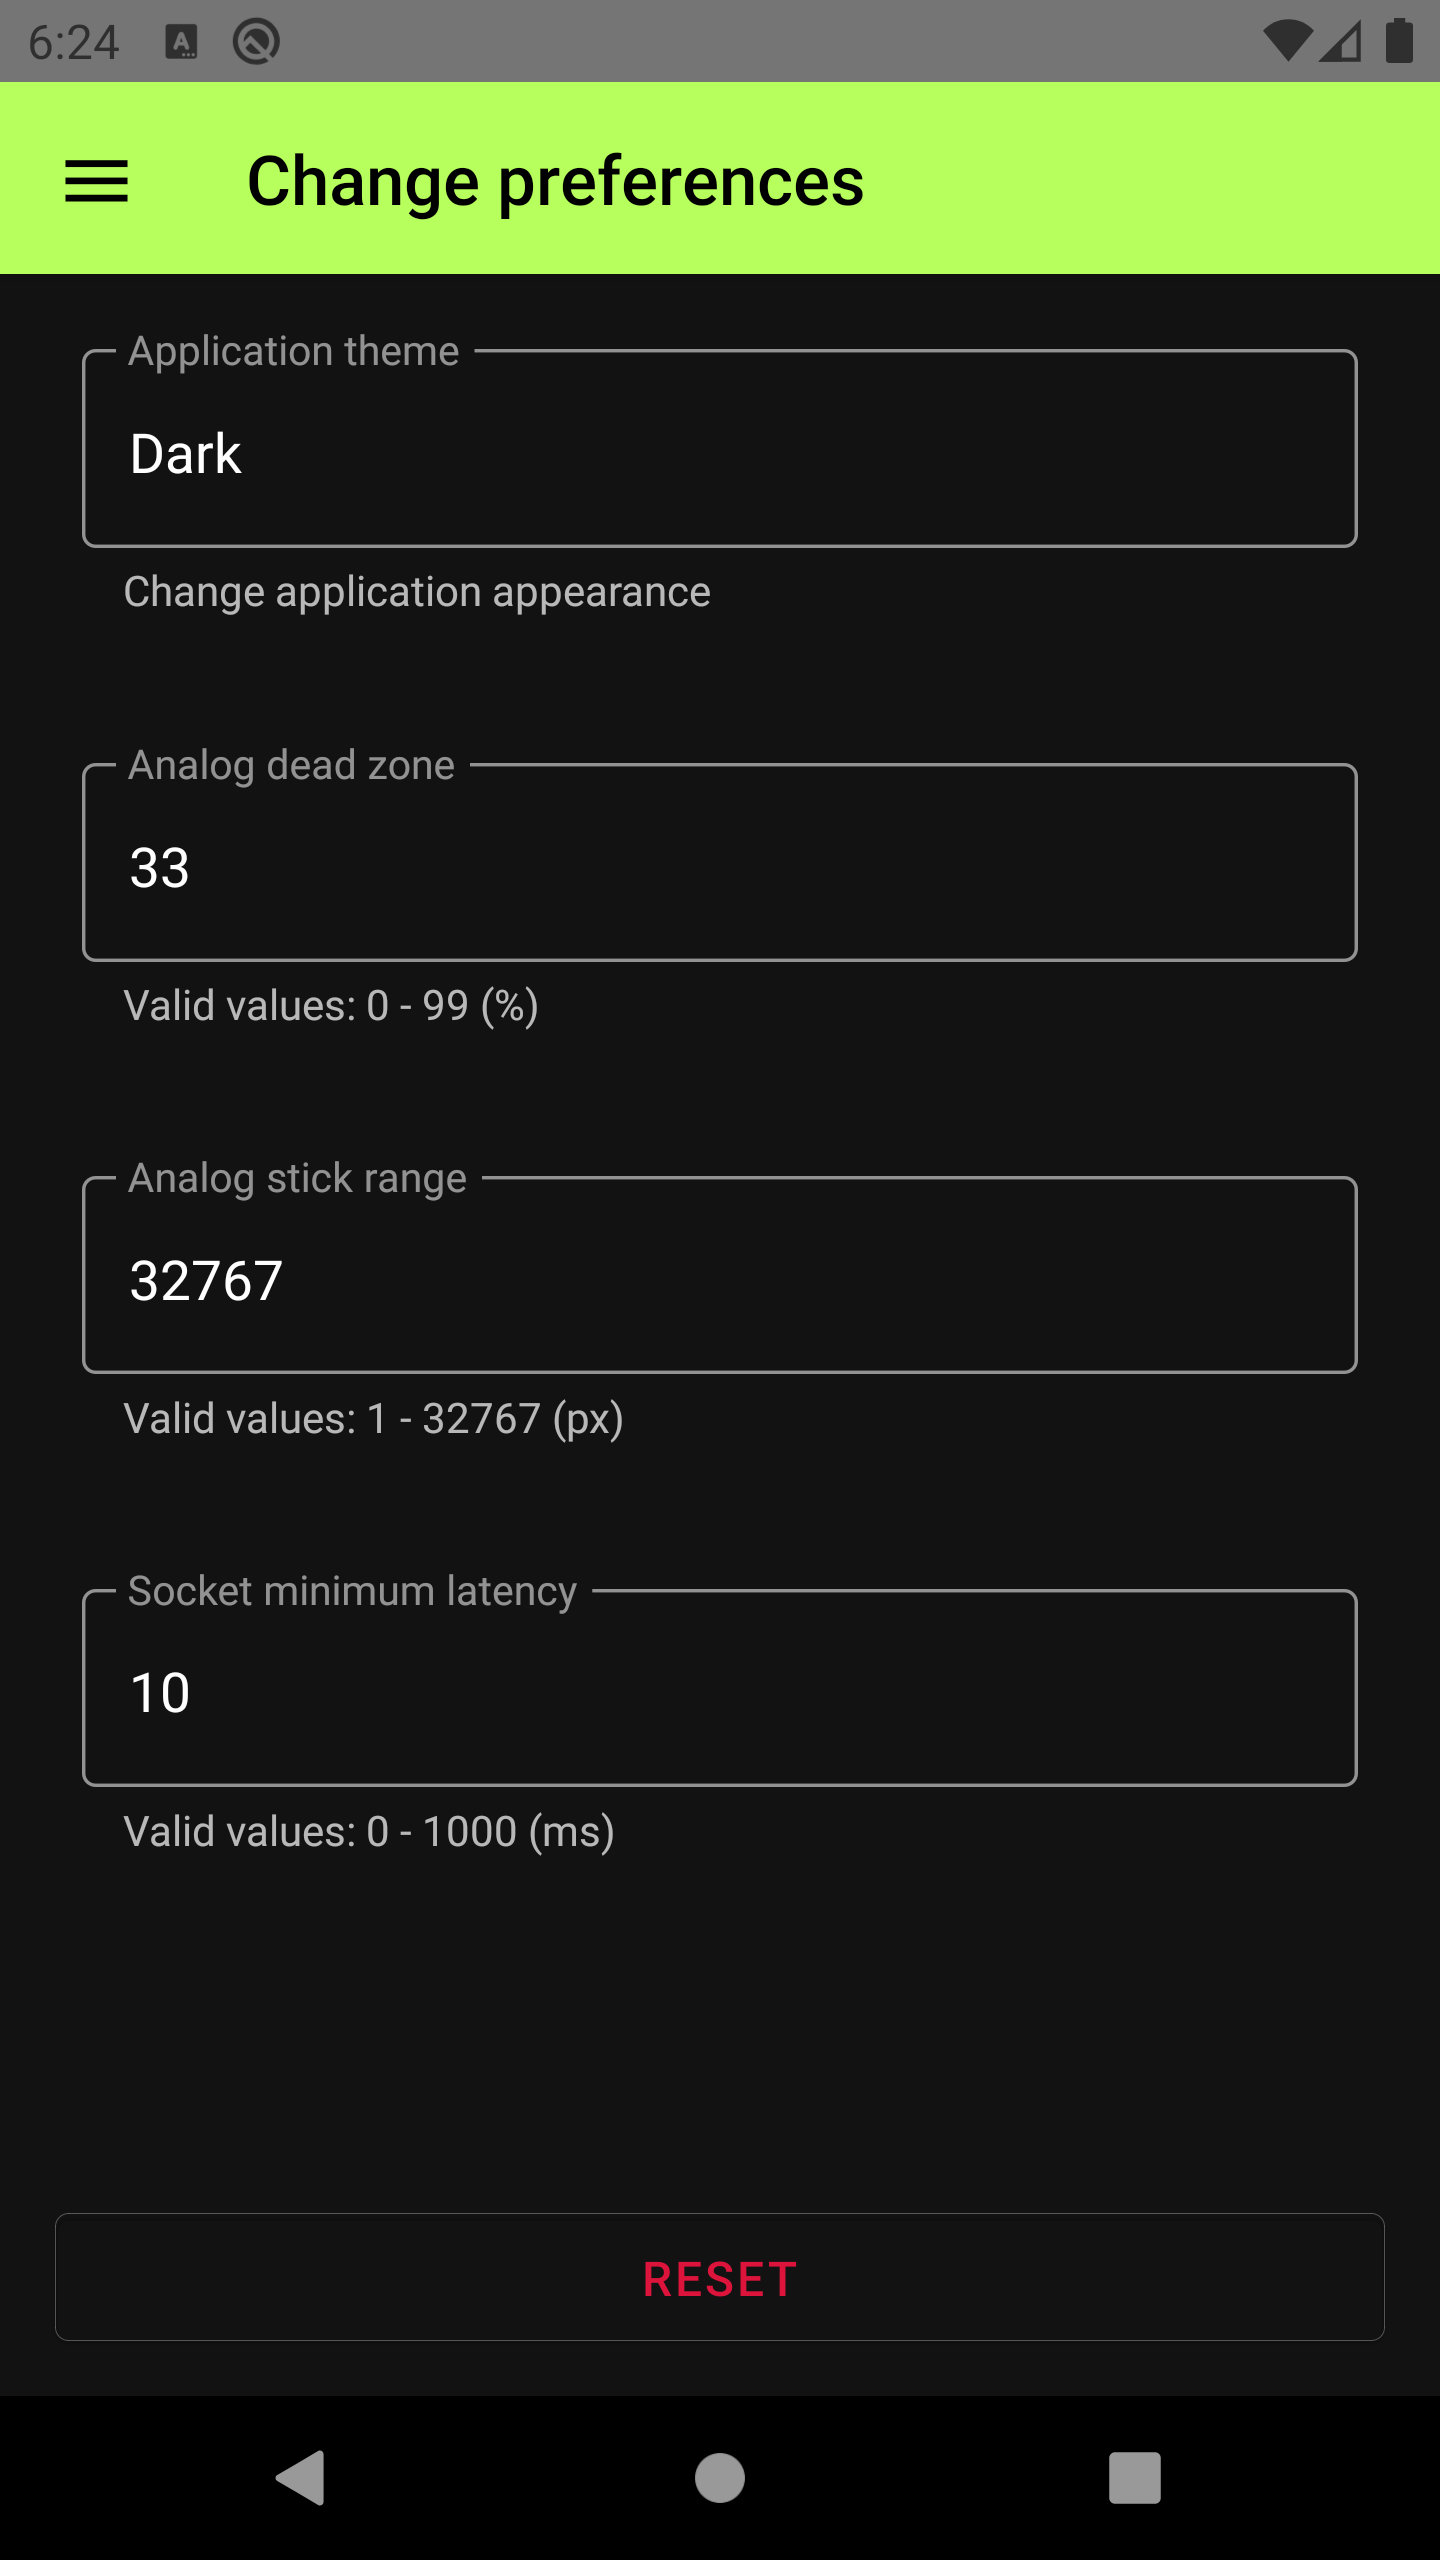 6:24
Change preferences
Application theme
Dark
Change application appearance
Analog dead zone
33
Valid values: 0 - 99 (%)
Analog stick range
32767
Valid values: 1 - 32767 (px)
Socket minimum latency
10
Valid values: 0 - 1000 (ms)
RESET